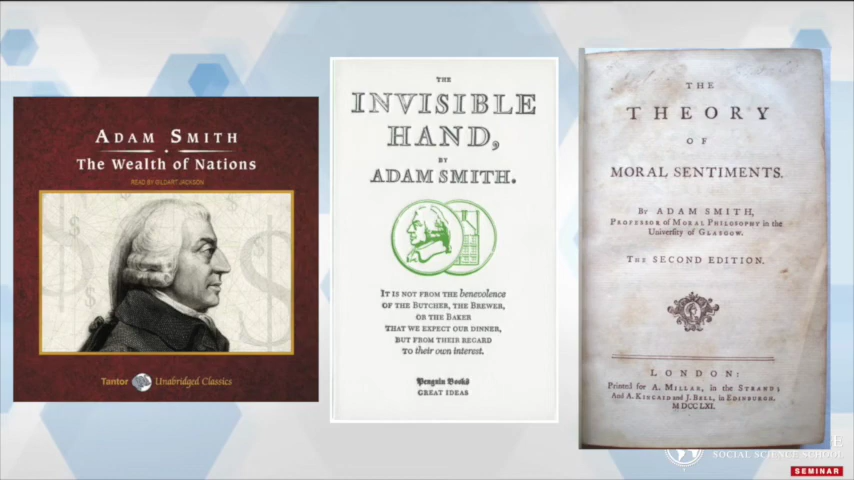 ADAM SMITH
The Wealth of Nations
READ BY GILDART JACKSON
Tantor Unabridged Classics
THE
INVISIBLE
HAND,
BY
ADAM SMITH.
IT IS NOT FROM THE benevolence
OF THE BUTCHER, THE BREWER,
OR THE BAKER
THAT WE EXPECT OUR DINNER,
BUT FROM THEIR REGARD
TO their own interest.
Penguin Books
GREAT IDEAS
THE
THEORY
OF
MORAL SENTIMENTS.
By ADAM SMITH,
PROFESSOR of MORAL PHILOSOPHY in the
University of GLASGOW.
THE SECOND EDITION.
LONDON:
Printed for A. MILLAR, in the STRAND;
And A. KINCAID and J. BELL, in EDINBURGH.
MDCCLXI.
SOCIAL SCIENCE SCHOOL
SEMINAR